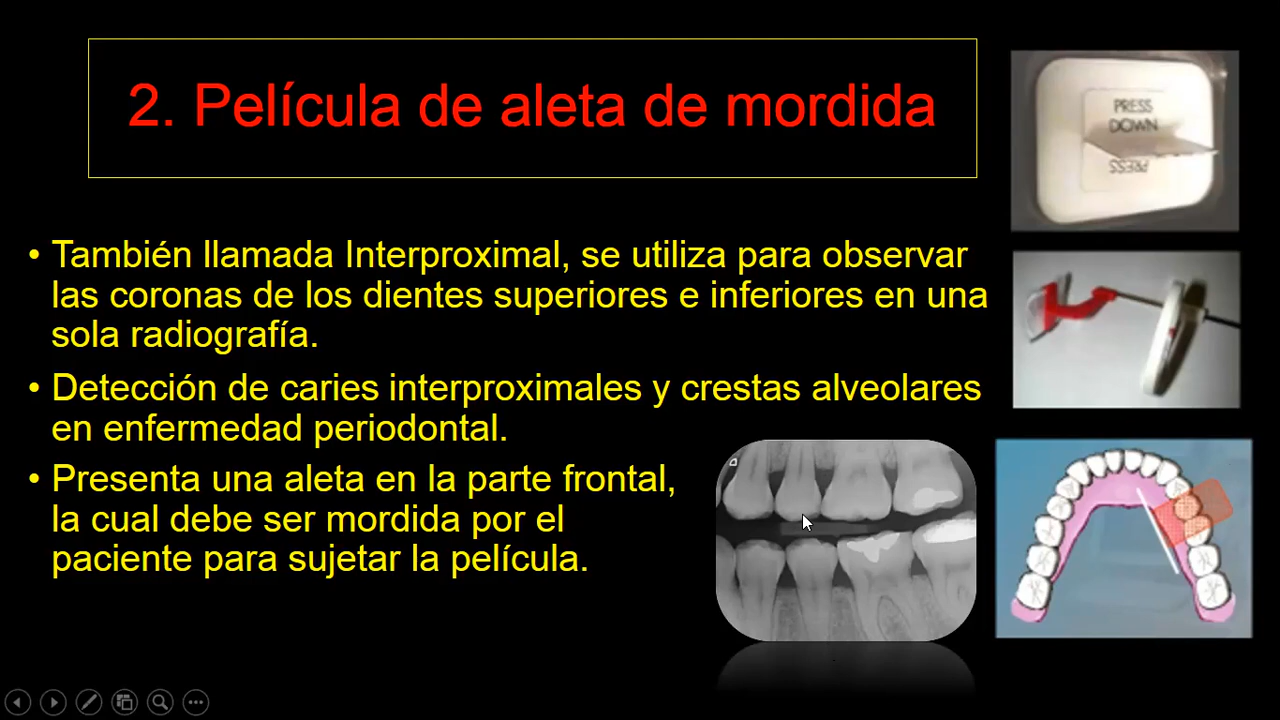 2. Película de aleta de mordida
• También llamada Interproximal, se utiliza para observar
las coronas de los dientes superiores e inferiores en una
sola radiografía.
• Detección de caries interproximales y crestas alveolares
en enfermedad periodontal.
• Presenta una aleta en la parte frontal,
la cual debe ser mordida por el
paciente para sujetar la película.
PRESS
DOWN
PRESS
D